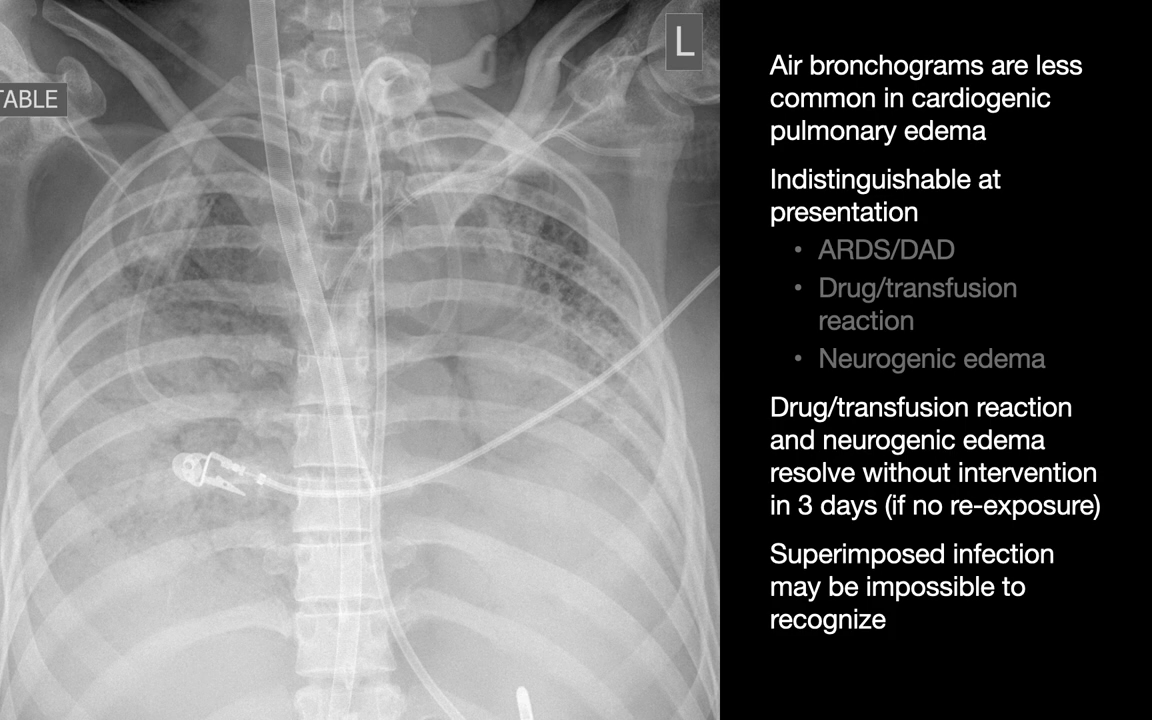 L
TABLE
Air bronchograms are less
common in cardiogenic
pulmonary edema
Indistinguishable at
presentation
• ARDS/DAD
• Drug/transfusion
reaction
• Neurogenic edema
Drug/transfusion reaction
and neurogenic edema
resolve without intervention
in 3 days (if no re-exposure)
Superimposed infection
may be impossible to
recognize